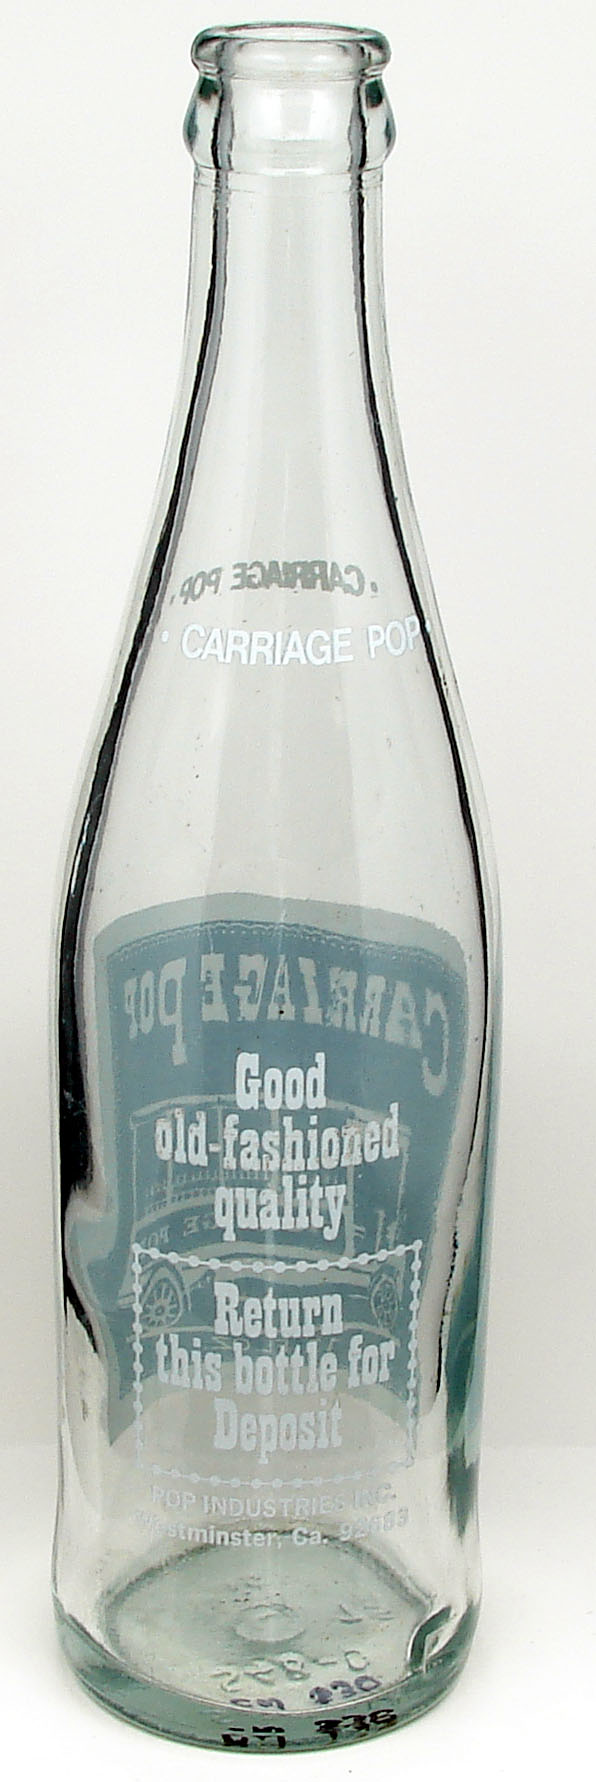 • CARRIAGE POP •
• CARRIAGE POP •
CARRIAGE POP
Good
old-fashioned
quality
Return
this bottle for
Deposit
POP INDUSTRIES INC.
Westminster, Ca. 92683